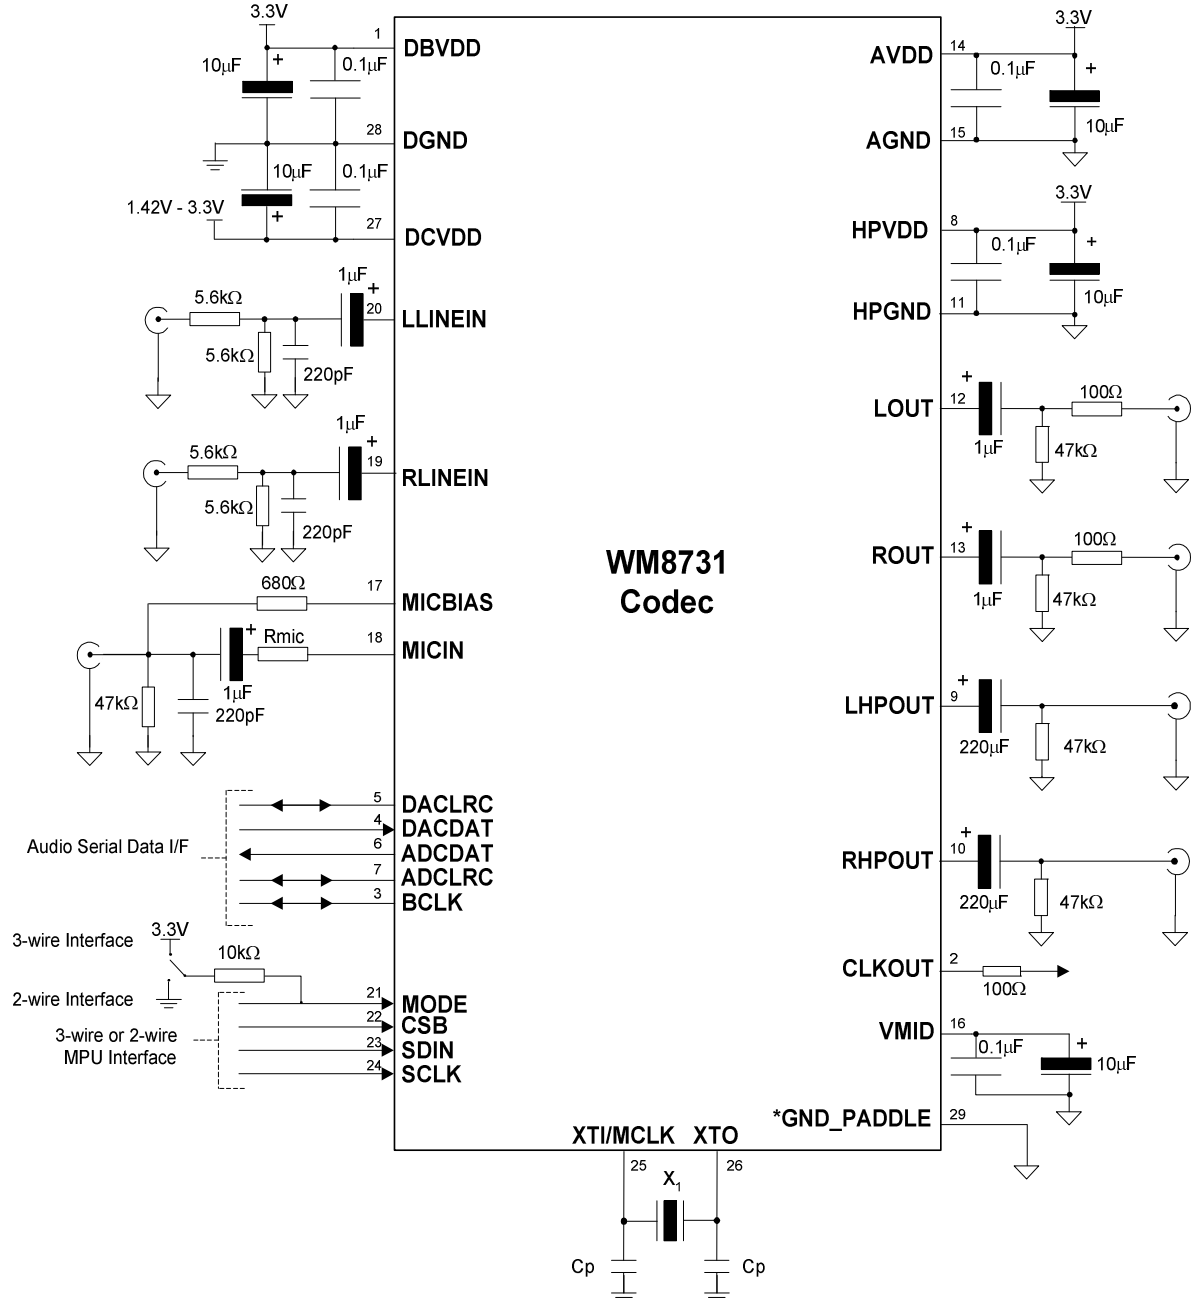 3.3V
1
DBVDD
10µF
+
0.1µF
28
DGND
10µF
0.1µF
1.42V - 3.3V
+
27
DCVDD
1µF
+
5.6kΩ
20
LLINEIN
5.6kΩ
220pF
1µF
+
5.6kΩ
19
RLINEIN
5.6kΩ
220pF
680Ω
17
MICBIAS
+
Rmic
18
MICIN
47kΩ
1µF
220pF
Audio Serial Data I/F
5
DACLRC
4
DACDAT
6
ADCDAT
7
ADCLRC
3
BCLK
3-wire Interface
3.3V
10kΩ
2-wire Interface
21
MODE
3-wire or 2-wire
MPU Interface
22
CSB
23
SDIN
24
SCLK
WM8731
Codec
3.3V
AVDD
14
0.1µF
+
AGND
15
10µF
3.3V
HPVDD
8
0.1µF
+
HPGND
11
10µF
LOUT
12
+
1µF
100Ω
47kΩ
ROUT
13
+
1µF
100Ω
47kΩ
LHPOUT
9
+
220µF
47kΩ
RHPOUT
10
+
220µF
47kΩ
CLKOUT
2
100Ω
VMID
16
0.1µF
+
10µF
*GND_PADDLE
29
XTI/MCLK
XTO
25
26
X1
Cp
Cp